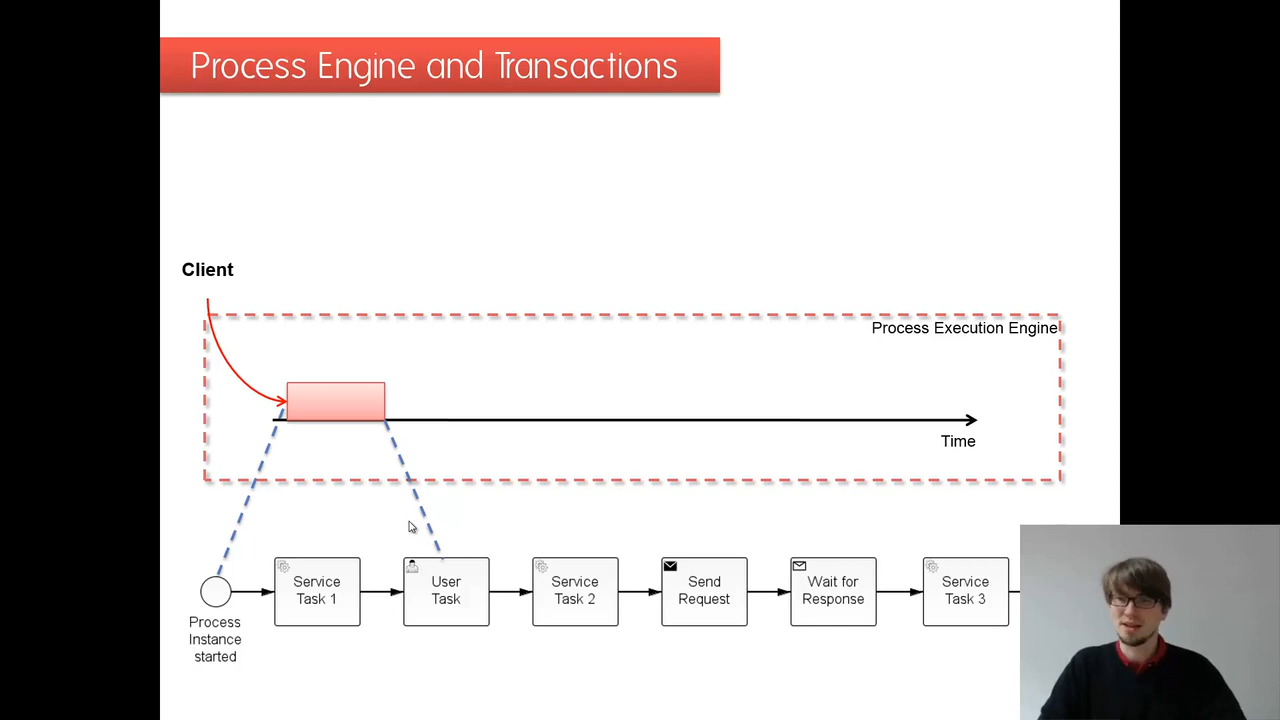 Process Engine and Transactions
Client
Process Execution Engine
Time
Service
Task 1
User
Task
Service
Task 2
Send
Request
Wait for
Response
Service
Task 3
Process
Instance
started